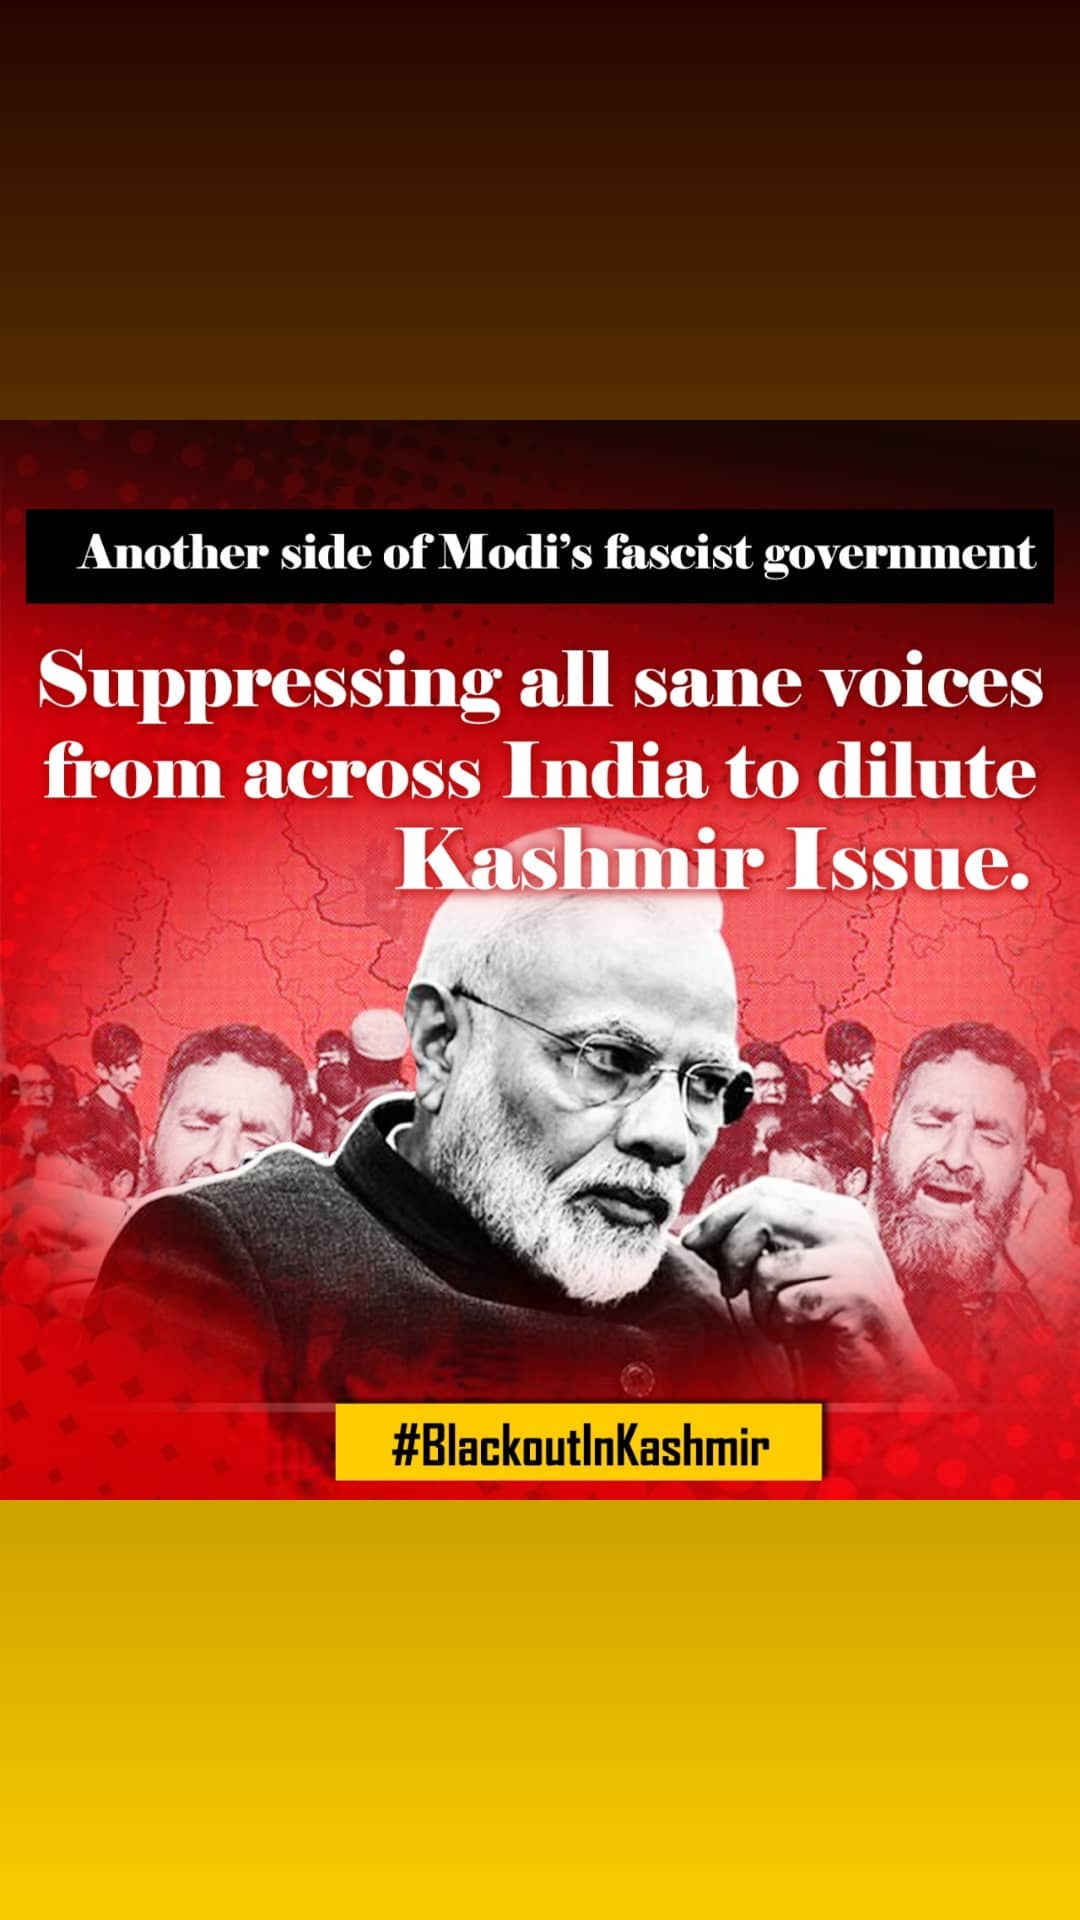 Another side of Modi’s fascist government
Suppressing all sane voices
from across India to dilute
Kashmir Issue.
#BlackoutInKashmir